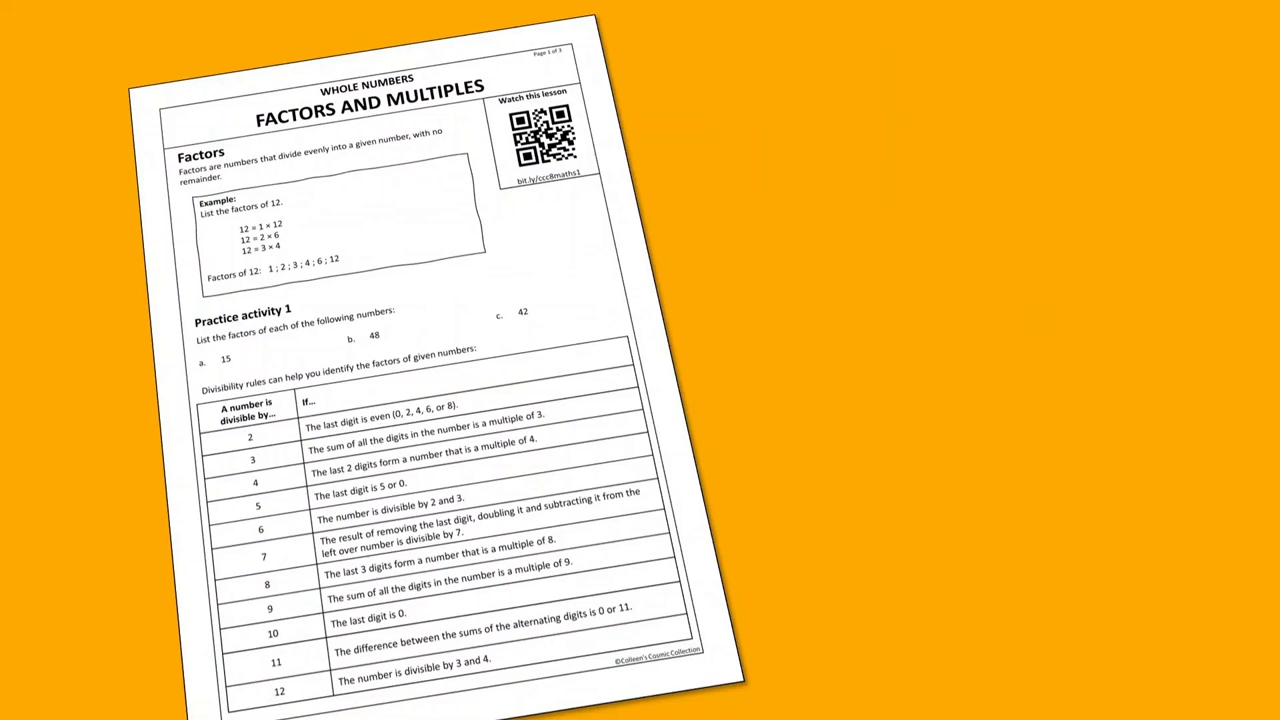 Page 1 of 3
WHOLE NUMBERS
FACTORS AND MULTIPLES
Watch this lesson
bit.ly/ccc8maths1
Factors
Factors are numbers that divide evenly into a given number, with no
remainder.
Example:
List the factors of 12.
12 = 1 × 12
12 = 2 × 6
12 = 3 × 4
Factors of 12: 1 ; 2 ; 3 ; 4 ; 6 ; 12
Practice activity 1
List the factors of each of the following numbers:
a. 15 b. 48 c. 42
Divisibility rules can help you identify the factors of given numbers:
A number is
divisible by...
If...
2 The last digit is even (0, 2, 4, 6, or 8).
3 The sum of all the digits in the number is a multiple of 3.
4 The last 2 digits form a number that is a multiple of 4.
5 The last digit is 5 or 0.
6 The number is divisible by 2 and 3.
7 The result of removing the last digit, doubling it and subtracting it from the
left over number is divisible by 7.
8 The last 3 digits form a number that is a multiple of 8.
9 The sum of all the digits in the number is a multiple of 9.
10 The last digit is 0.
11 The difference between the sums of the alternating digits is 0 or 11.
12 The number is divisible by 3 and 4.
©Colleen's Cosmic Collection